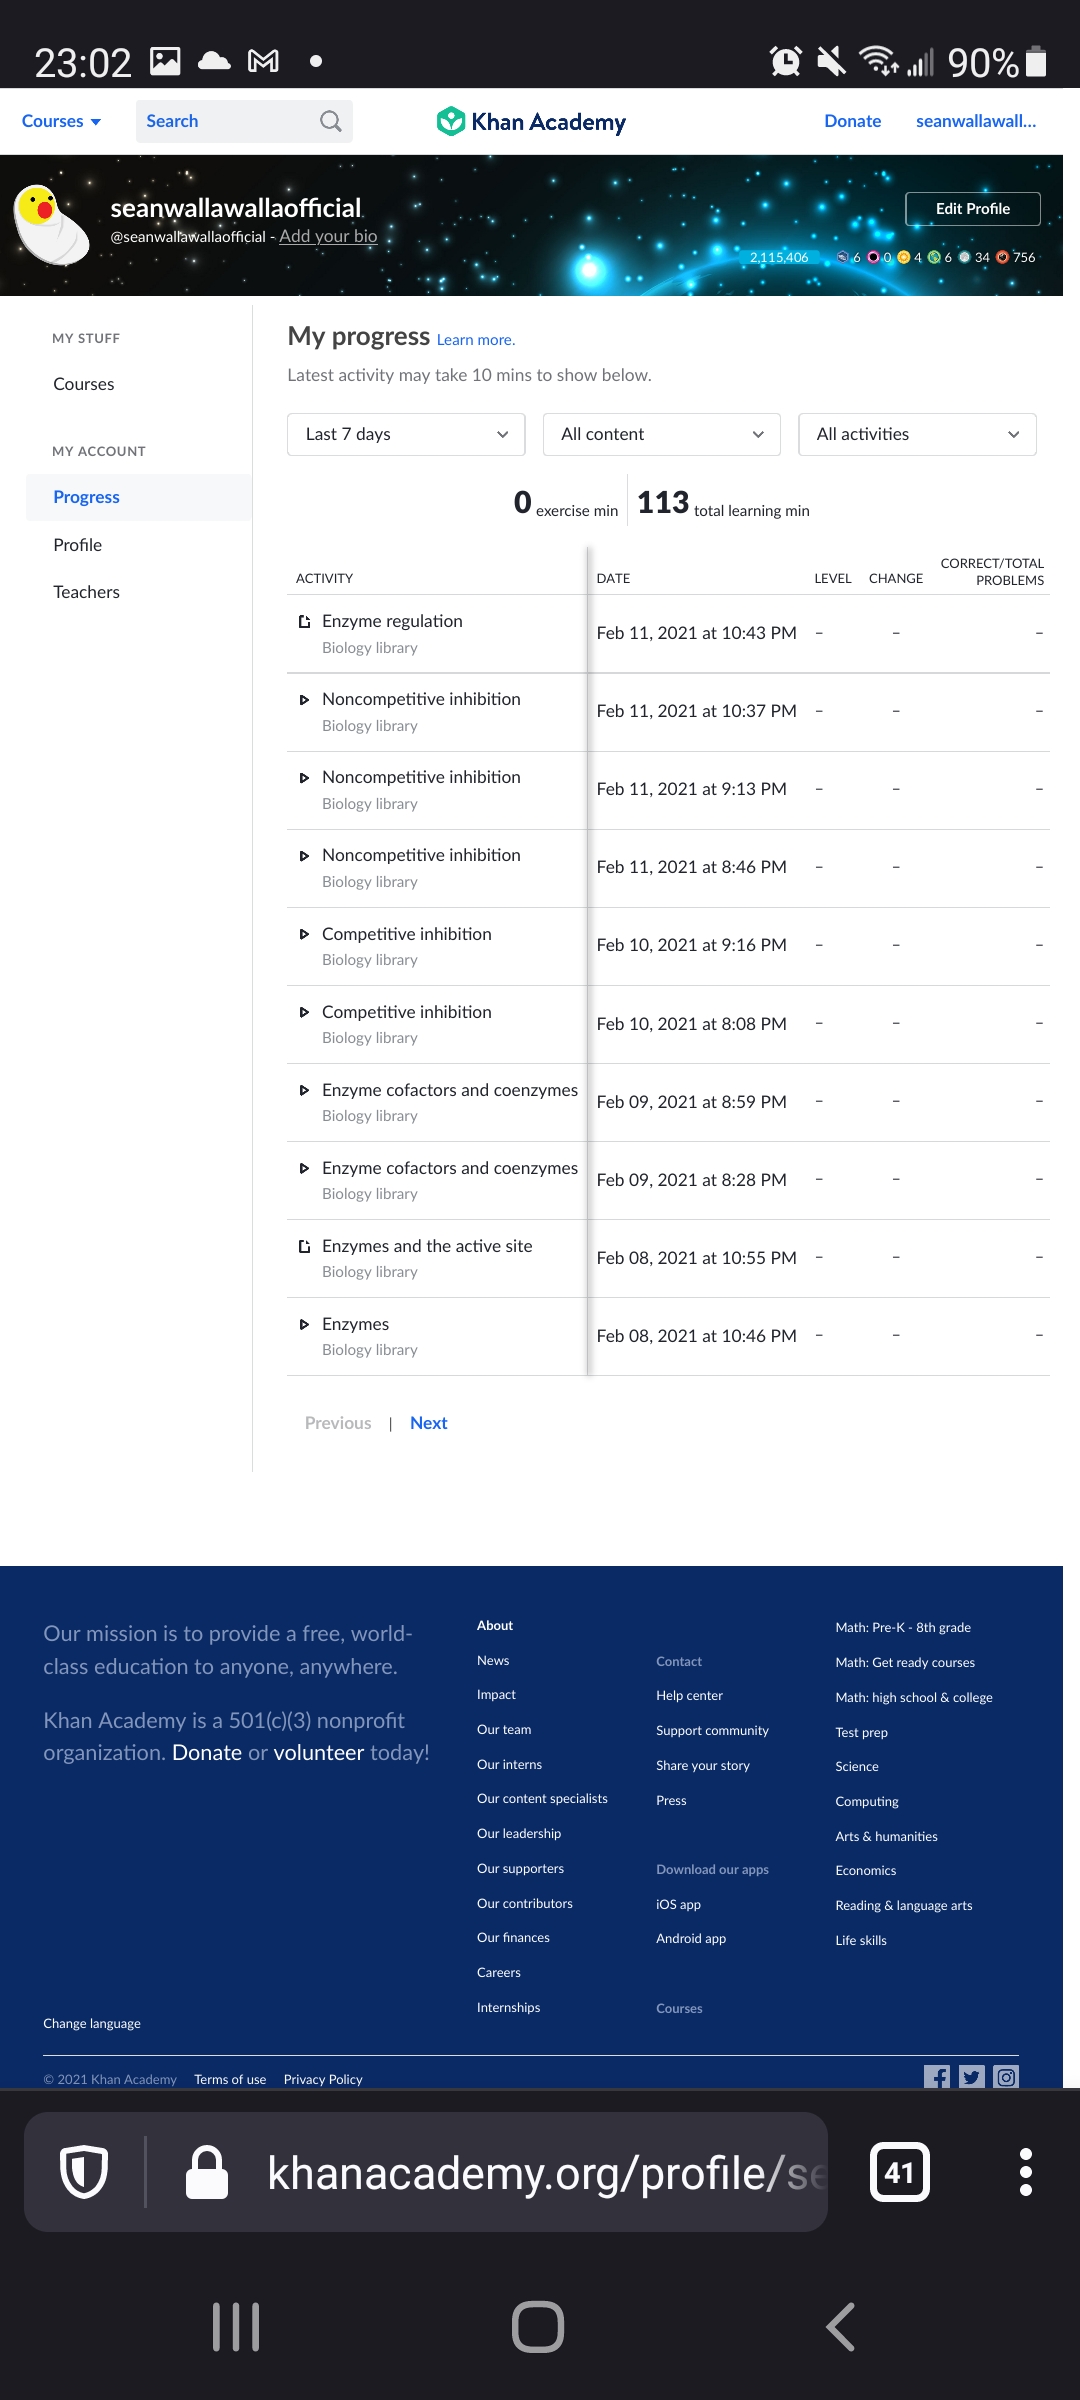 23:02
90%
Courses
Search
Khan Academy
Donate
seanwallawall...
seanwallawallaofficial
@seanwallawallaofficial - Add your bio
Edit Profile
2,115,406 6 0 4 6 34 756
MY STUFF
Courses
MY ACCOUNT
Progress
Profile
Teachers
My progress Learn more.
Latest activity may take 10 mins to show below.
Last 7 days
All content
All activities
0 exercise min
113 total learning min
ACTIVITY DATE LEVEL CHANGE CORRECT/TOTAL
PROBLEMS
Enzyme regulation
Biology library
Feb 11, 2021 at 10:43 PM – – –
Noncompetitive inhibition
Biology library
Feb 11, 2021 at 10:37 PM – – –
Noncompetitive inhibition
Biology library
Feb 11, 2021 at 9:13 PM – – –
Noncompetitive inhibition
Biology library
Feb 11, 2021 at 8:46 PM – – –
Competitive inhibition
Biology library
Feb 10, 2021 at 9:16 PM – – –
Competitive inhibition
Biology library
Feb 10, 2021 at 8:08 PM – – –
Enzyme cofactors and coenzymes
Biology library
Feb 09, 2021 at 8:59 PM – – –
Enzyme cofactors and coenzymes
Biology library
Feb 09, 2021 at 8:28 PM – – –
Enzymes and the active site
Biology library
Feb 08, 2021 at 10:55 PM – – –
Enzymes
Biology library
Feb 08, 2021 at 10:46 PM – – –
Previous | Next
Our mission is to provide a free, world-
class education to anyone, anywhere.
Khan Academy is a 501(c)(3) nonprofit
organization. Donate or volunteer today!
About
News
Impact
Our team
Our interns
Our content specialists
Our leadership
Our supporters
Our contributors
Our finances
Careers
Internships
Contact
Help center
Support community
Share your story
Press
Download our apps
iOS app
Android app
Courses
Math: Pre-K - 8th grade
Math: Get ready courses
Math: high school & college
Test prep
Science
Computing
Arts & humanities
Economics
Reading & language arts
Life skills
Change language
© 2021 Khan Academy Terms of use Privacy Policy
khanacademy.org/profile/se
41